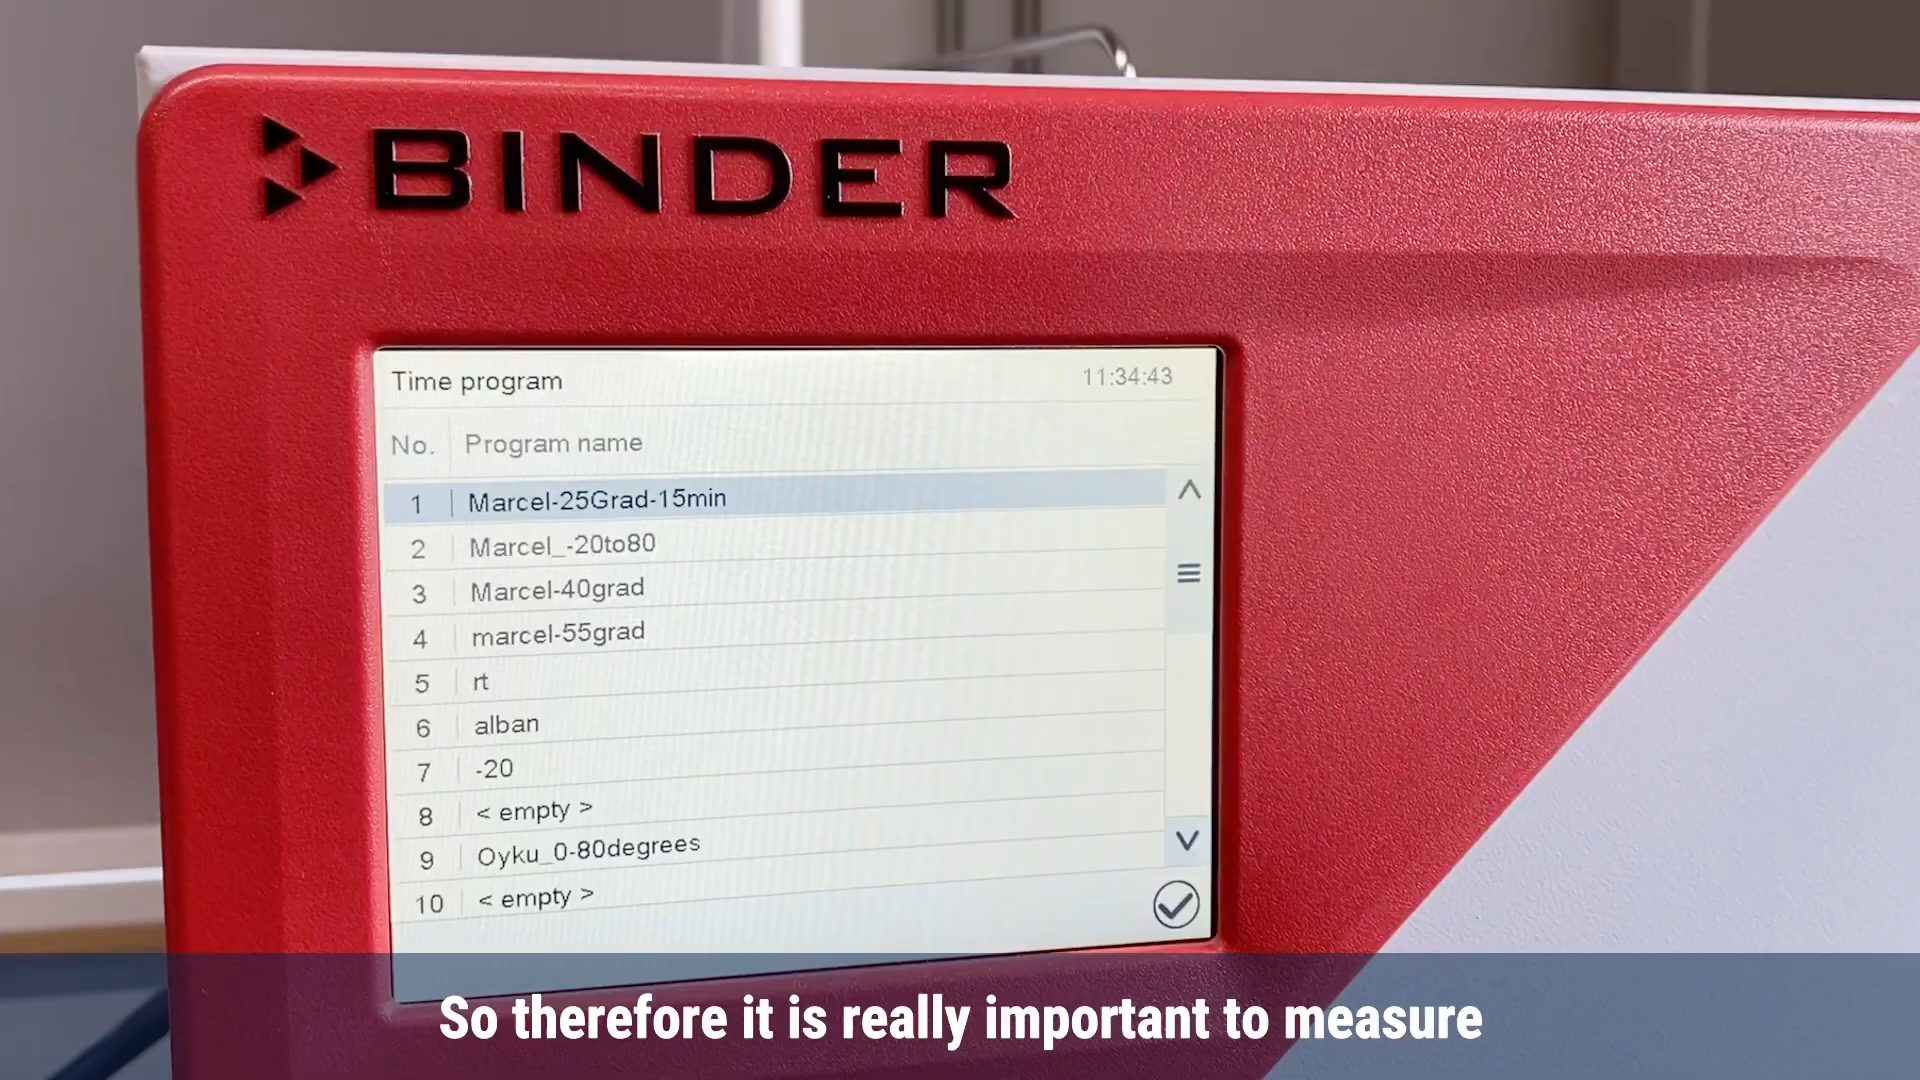 BINDER
Time program 11:34:43
No. Program name
1 Marcel-25Grad-15min
2 Marcel_-20to80
3 Marcel-40grad
4 marcel-55grad
5 rt
6 alban
7 -20
8 < empty >
9 Oyku_0-80degrees
10 < empty >
So therefore it is really important to measure